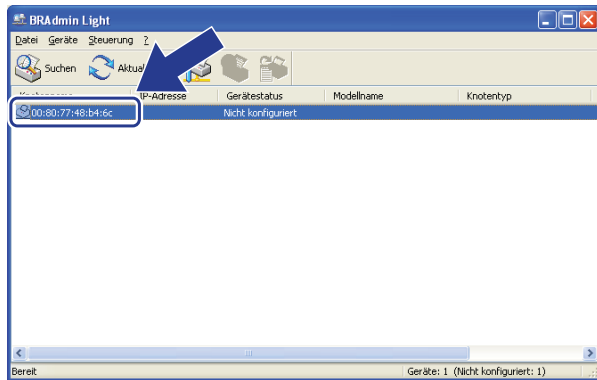 BRAdmin Light
Datei Geräte Steuerung ?
Suchen
IP-Adresse Gerätestatus Modellname Knotentyp
00:80:77:48:b4:6c Nicht konfiguriert
Bereit Geräte: 1 (Nicht konfiguriert: 1)